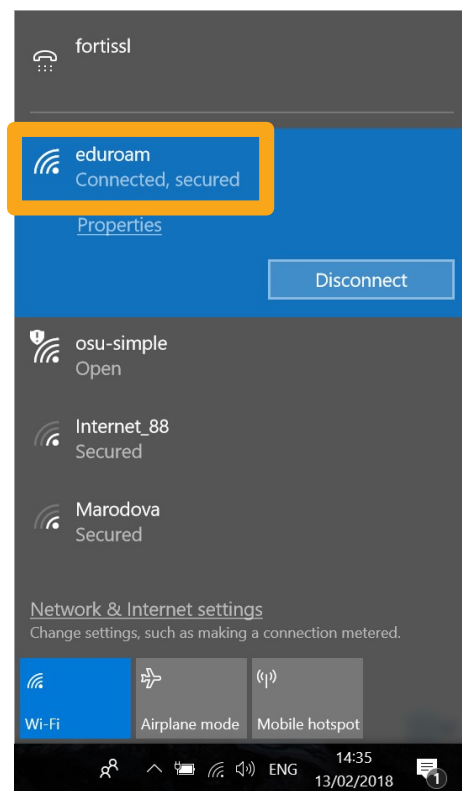 fortissl
eduroam
Connected, secured
Properties
Disconnect
osu-simple
Open
Internet_88
Secured
Marodova
Secured
Network & Internet settings
Change settings, such as making a connection metered.
Wi-Fi
Airplane mode
Mobile hotspot
ENG
14:35
13/02/2018
1